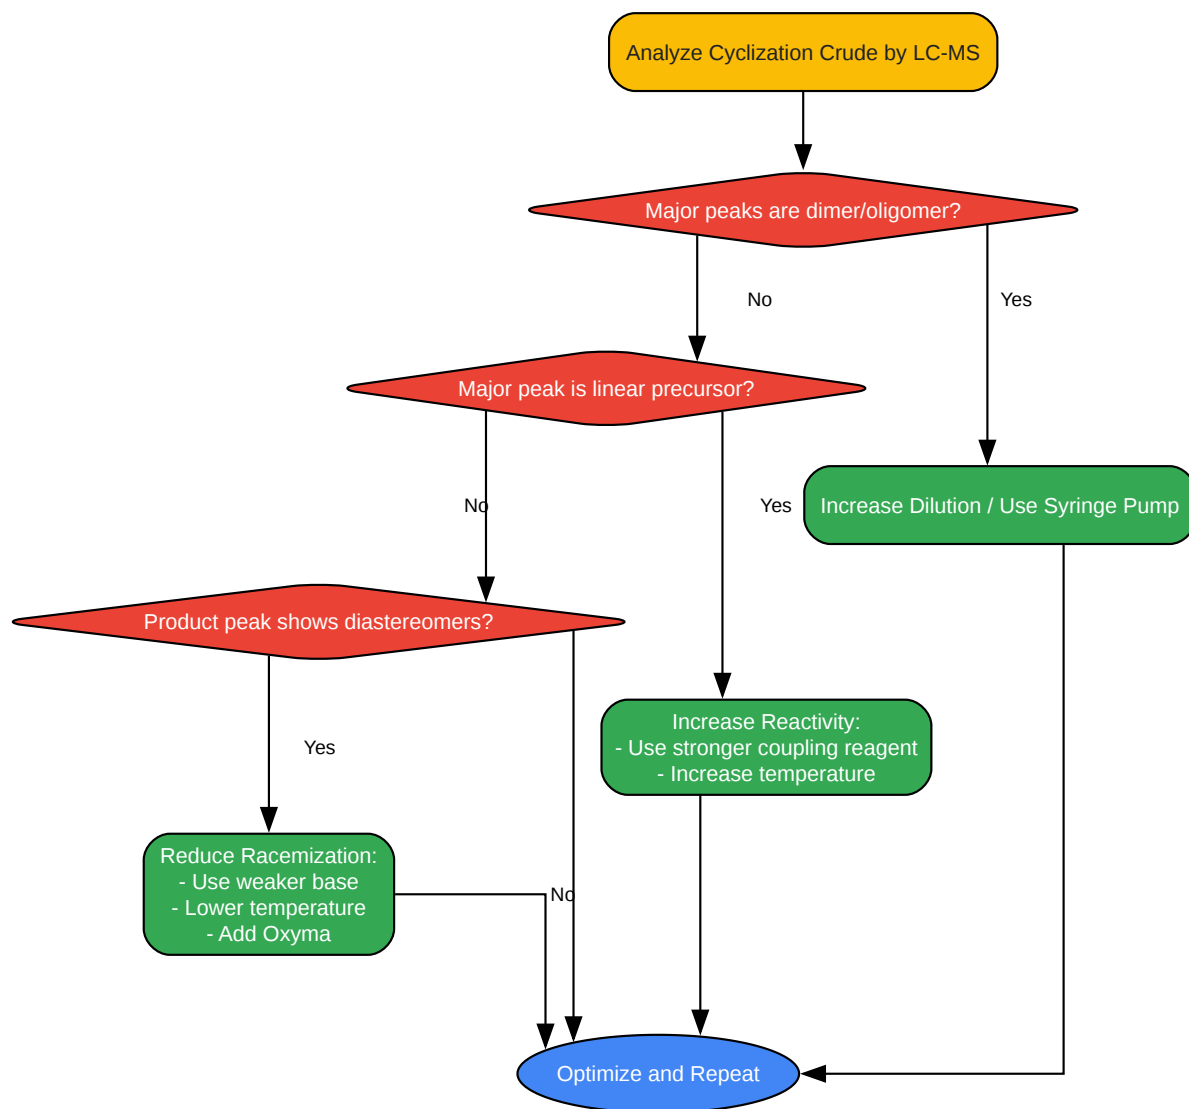 Analyze Cyclization Crude by LC-MS
Major peaks are dimer/oligomer?
No
Yes
Major peak is linear precursor?
No
Yes
Increase Dilution / Use Syringe Pump
Product peak shows diastereomers?
Increase Reactivity:
- Use stronger coupling reagent
- Increase temperature
Yes
Reduce Racemization:
- Use weaker base
- Lower temperature
- Add Oxyma
No
Optimize and Repeat